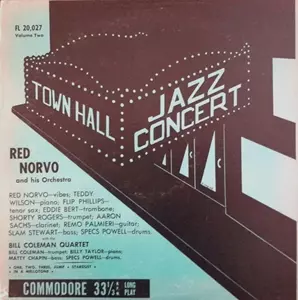 FL 20,027
Volume Two
TOWN HALL
JAZZ
CONCERT
RED
NORVO
and his Orchestra
RED NORVO—vibes; TEDDY
WILSON—piano; FLIP PHILLIPS—
tenor sax; EDDIE BERT—trombone;
SHORTY ROGERS—trumpet; AARON
SACHS—clarinet; REMO PALMIERI—guitar;
SLAM STEWART—bass; SPECS POWELL—drums.
with the
BILL COLEMAN QUARTET
BILL COLEMAN—trumpet; BILLY TAYLOR—piano;
MATTY CHAPIN—bass; SPECS POWELL—drums.
• ONE, TWO, THREE, JUMP • STARDUST •
• IN A MELLOTONE •
COMMODORE 33⅓ LONG
PLAY